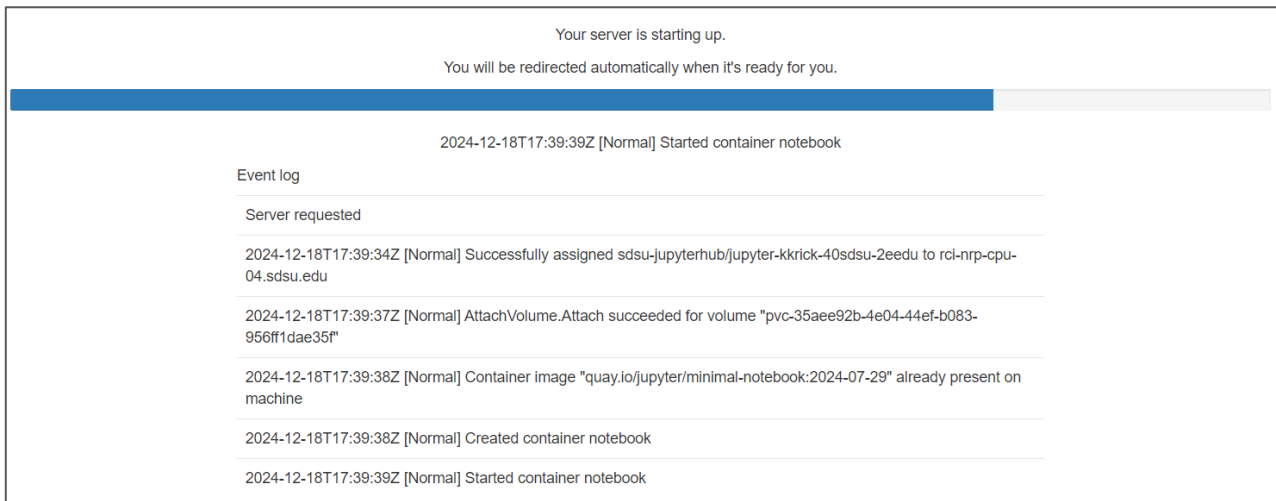 Your server is starting up.
You will be redirected automatically when it's ready for you.
2024-12-18T17:39:39Z [Normal] Started container notebook
Event log
Server requested
2024-12-18T17:39:34Z [Normal] Successfully assigned sdsu-jupyterhub/jupyter-kkrick-40sdsu-2eedu to rci-nrp-cpu-
04.sdsu.edu
2024-12-18T17:39:37Z [Normal] AttachVolume.Attach succeeded for volume "pvc-35aee92b-4e04-44ef-b083-
956ff1dae35f"
2024-12-18T17:39:38Z [Normal] Container image "quay.io/jupyter/minimal-notebook:2024-07-29" already present on
machine
2024-12-18T17:39:38Z [Normal] Created container notebook
2024-12-18T17:39:39Z [Normal] Started container notebook